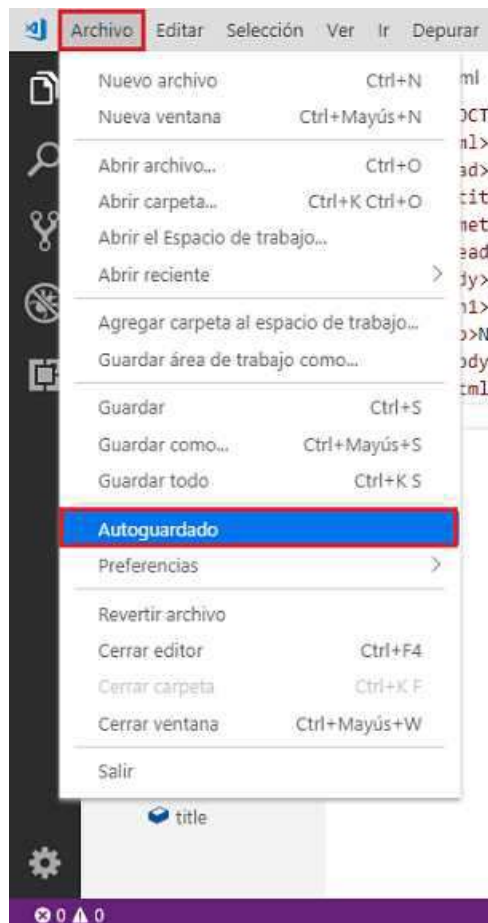 Archivo Editar Selección Ver Ir Depurar
Nuevo archivo Ctrl+N
Nueva ventana Ctrl+Mayús+N
Abrir archivo... Ctrl+O
Abrir carpeta... Ctrl+K Ctrl+O
Abrir el Espacio de trabajo...
Abrir reciente
Agregar carpeta al espacio de trabajo...
Guardar área de trabajo como...
Guardar Ctrl+S
Guardar como... Ctrl+Mayús+S
Guardar todo Ctrl+K S
Autoguardado
Preferencias
Revertir archivo
Cerrar editor Ctrl+F4
Cerrar carpeta Ctrl+K F
Cerrar ventana Ctrl+Mayús+W
Salir
title
0 0